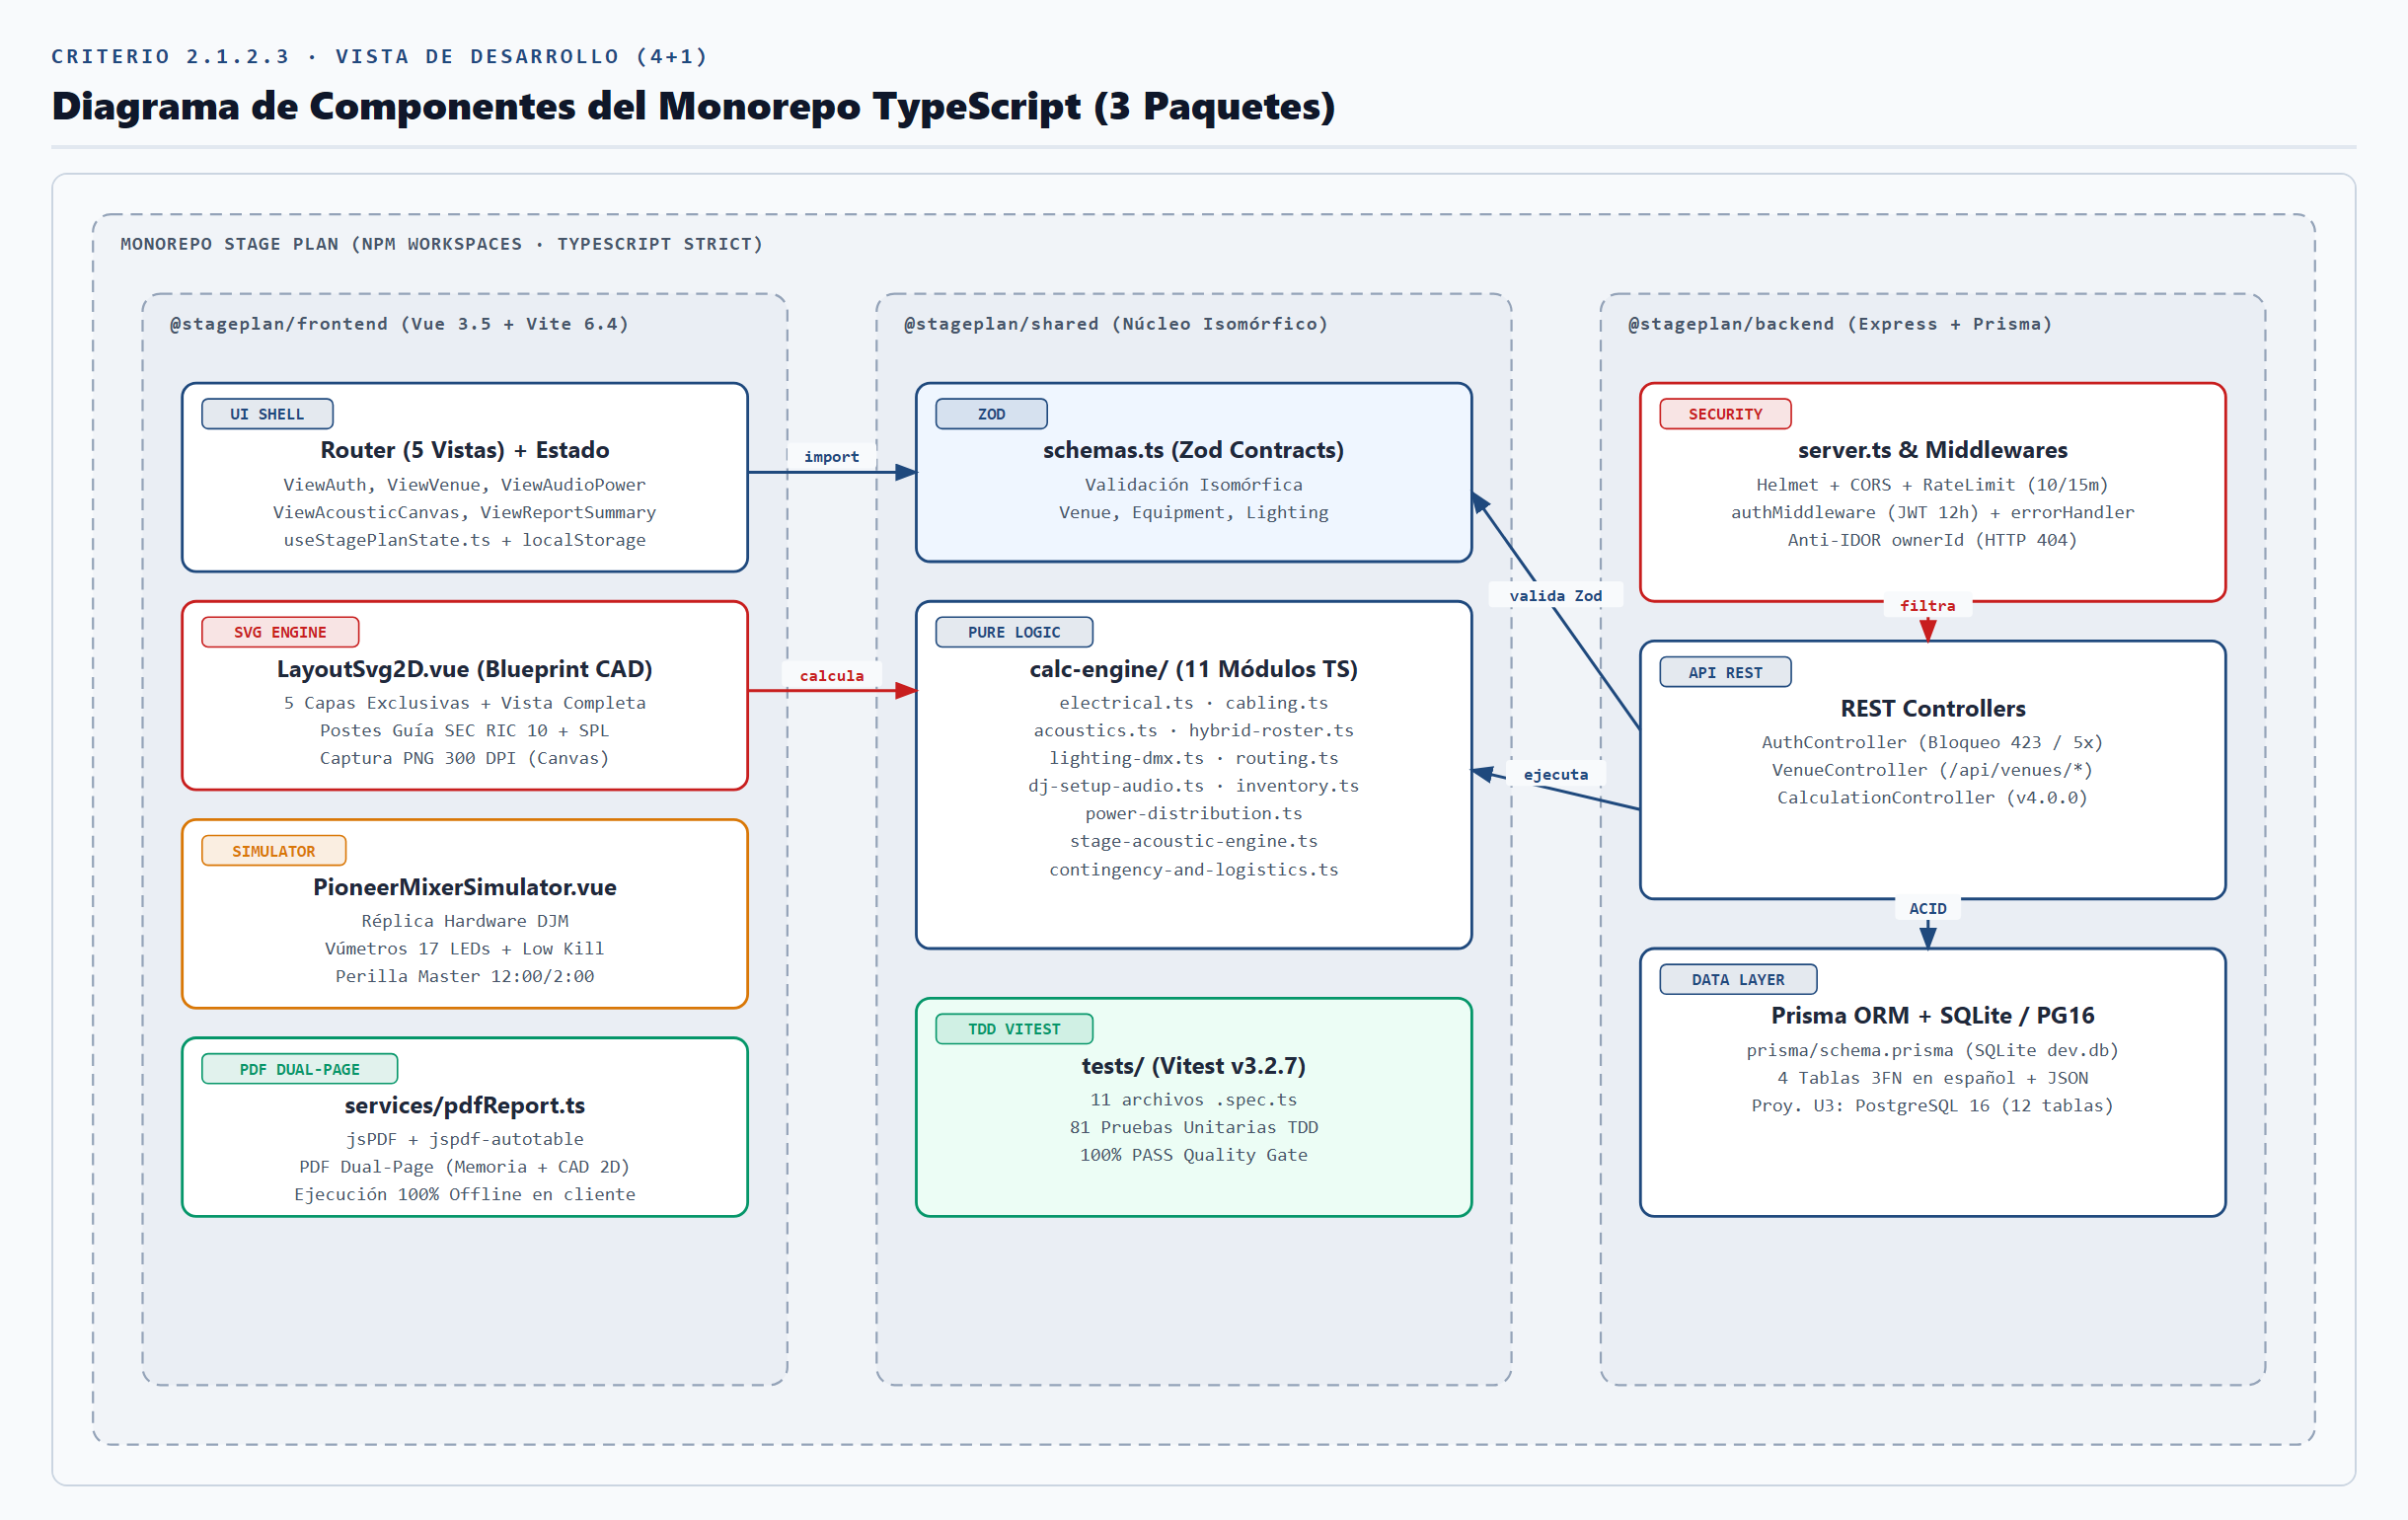 CRITERIO 2.1.2.3 · VISTA DE DESARROLLO (4+1)
Diagrama de Componentes del Monorepo TypeScript (3 Paquetes)
MONOREPO STAGE PLAN (NPM WORKSPACES · TYPESCRIPT STRICT)
@stageplan/frontend (Vue 3.5 + Vite 6.4)
UI SHELL
Router (5 Vistas) + Estado
ViewAuth, ViewVenue, ViewAudioPower
ViewAcousticCanvas, ViewReportSummary
useStagePlanState.ts + localStorage
SVG ENGINE
LayoutSvg2D.vue (Blueprint CAD)
5 Capas Exclusivas + Vista Completa
Postes Guía SEC RIC 10 + SPL
Captura PNG 300 DPI (Canvas)
SIMULATOR
PioneerMixerSimulator.vue
Réplica Hardware DJM
Vúmetros 17 LEDs + Low Kill
Perilla Master 12:00/2:00
PDF DUAL-PAGE
services/pdfReport.ts
jsPDF + jspdf-autotable
PDF Dual-Page (Memoria + CAD 2D)
Ejecución 100% Offline en cliente
import
calcula
@stageplan/shared (Núcleo Isomórfico)
ZOD
schemas.ts (Zod Contracts)
Validación Isomórfica
Venue, Equipment, Lighting
PURE LOGIC
calc-engine/ (11 Módulos TS)
electrical.ts · cabling.ts
acoustics.ts · hybrid-roster.ts
lighting-dmx.ts · routing.ts
dj-setup-audio.ts · inventory.ts
power-distribution.ts
stage-acoustic-engine.ts
contingency-and-logistics.ts
TDD VITEST
tests/ (Vitest v3.2.7)
11 archivos .spec.ts
81 Pruebas Unitarias TDD
100% PASS Quality Gate
valida Zod
ejecuta
@stageplan/backend (Express + Prisma)
SECURITY
server.ts & Middlewares
Helmet + CORS + RateLimit (10/15m)
authMiddleware (JWT 12h) + errorHandler
Anti-IDOR ownerId (HTTP 404)
filtra
API REST
REST Controllers
AuthController (Bloqueo 423 / 5x)
VenueController (/api/venues/*)
CalculationController (v4.0.0)
ACID
DATA LAYER
Prisma ORM + SQLite / PG16
prisma/schema.prisma (SQLite dev.db)
4 Tablas 3FN en español + JSON
Proy. U3: PostgreSQL 16 (12 tablas)